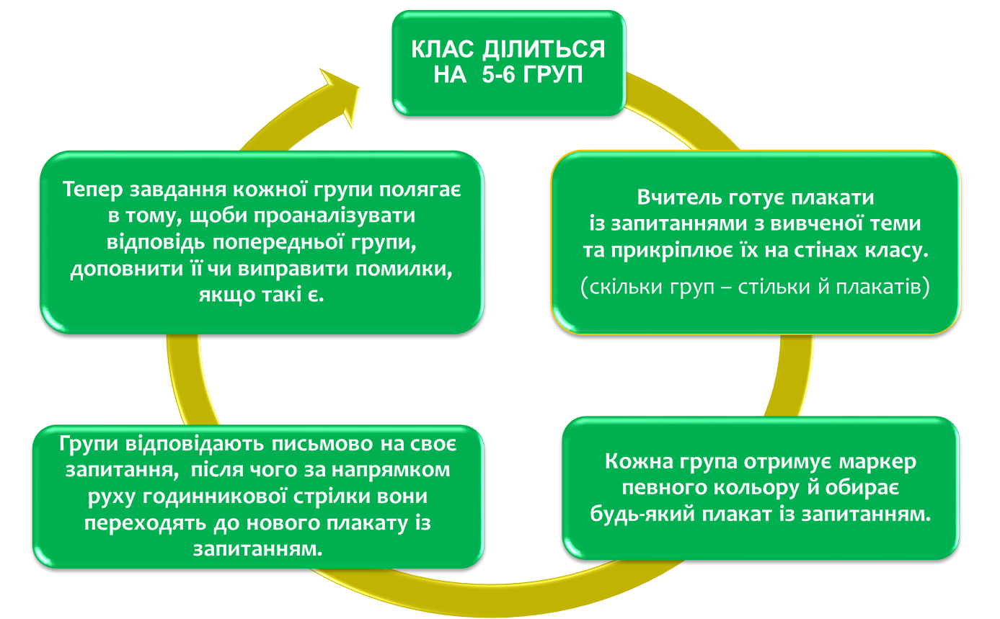 КЛАС ДІЛИТЬСЯ
НА 5-6 ГРУП
Вчитель готує плакати
із запитаннями з вивченої теми
та прикріплює їх на стінах класу.
(скільки груп – стільки й плакатів)
Кожна група отримує маркер
певного кольору й обирає
будь-який плакат із запитанням.
Групи відповідають письмово на своє
запитання, після чого за напрямком
руху годинникової стрілки вони
переходять до нового плакату із
запитанням.
Тепер завдання кожної групи полягає
в тому, щоби проаналізувати
відповідь попередньої групи,
доповнити її чи виправити помилки,
якщо такі є.